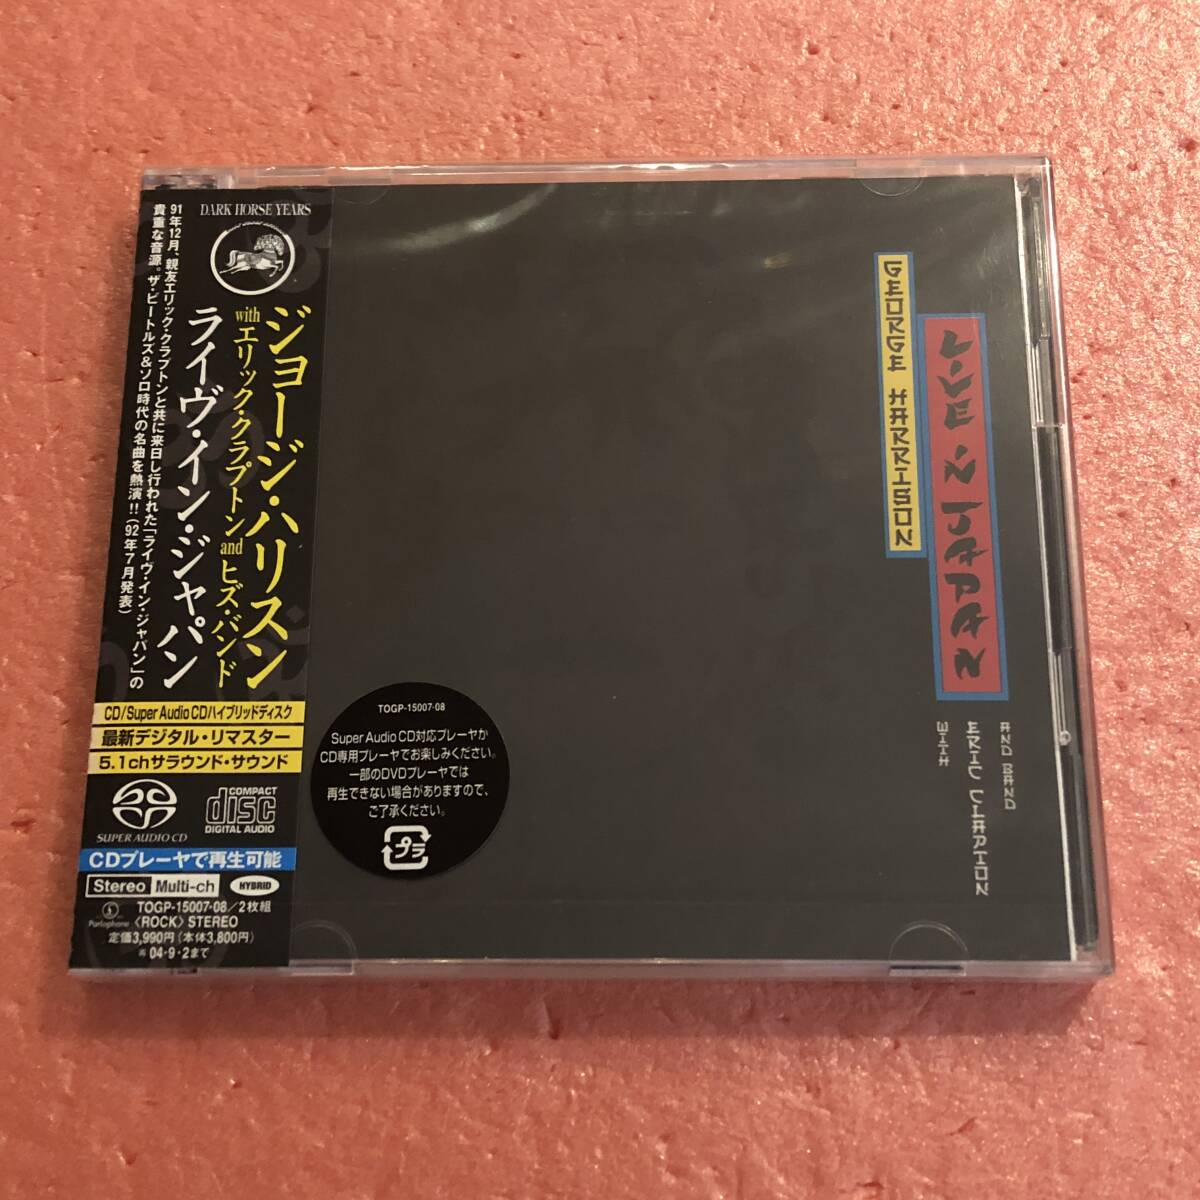 DARK HORSE YEARS
91年12月、親友エリック・クラプトンと共に来日し行われた「ライヴ・イン・ジャパン」の
貴重な音源。ザ・ビートルズ&ソロ時代の名曲を熱演!!(92年7月発表)
ジョージ・ハリスン
with エリック・クラプトン and ヒズ・バンド
ライヴ・イン・ジャパン
CD/Super Audio CDハイブリッドディスク
最新デジタル・リマスター
5.1chサラウンド・サウンド
SUPER AUDIO CD
COMPACT
disc
DIGITAL AUDIO
CDプレーヤで再生可能
Stereo Multi-ch HYBRID
Parlophone
TOGP-15007・08/2枚組
〈ROCK〉STEREO
定価3,990円(本体3,800円)
04・9・2まで
TOGP-15007・08
Super Audio CD対応プレーヤか
CD専用プレーヤでお楽しみください。
一部のDVDプレーヤでは
再生できない場合がありますので、
ご了承ください。
プラ
GEORGE HARRISON
LIVE IN JAPAN
WITH
ERIC CLAPTON
AND BAND